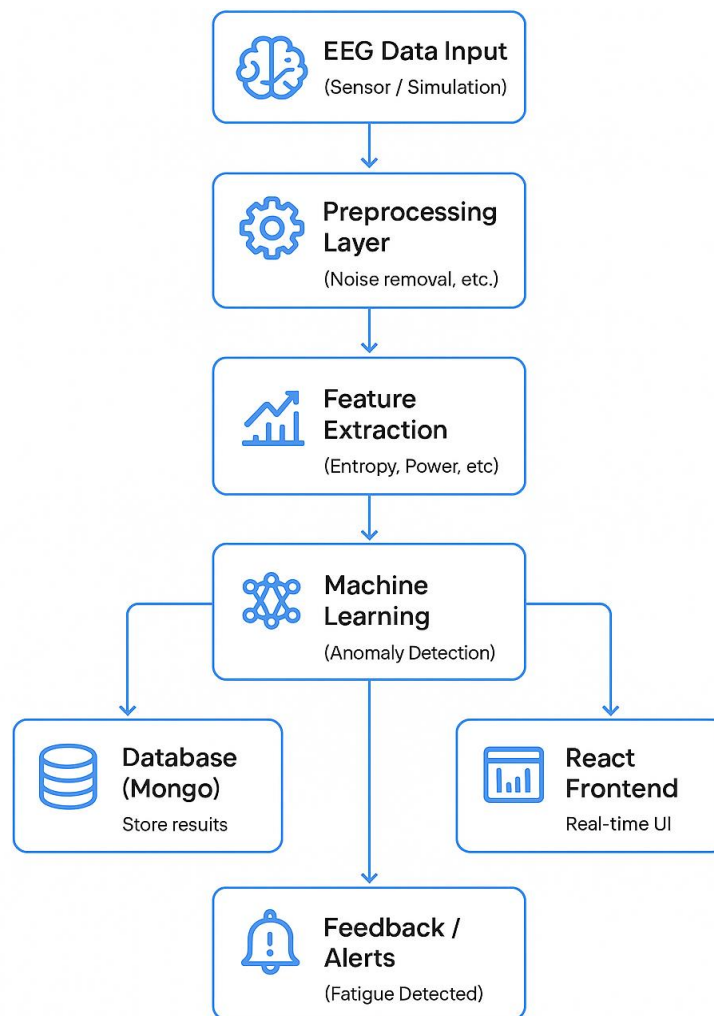 EEG Data Input
(Sensor / Simulation)
Preprocessing
Layer
(Noise removal, etc.)
Feature
Extraction
(Entropy, Power, etc)
Machine
Learning
(Anomaly Detection)
Database
(Mongo)
Store resuits
React
Frontend
Real-time UI
Feedback /
Alerts
(Fatigue Detected)